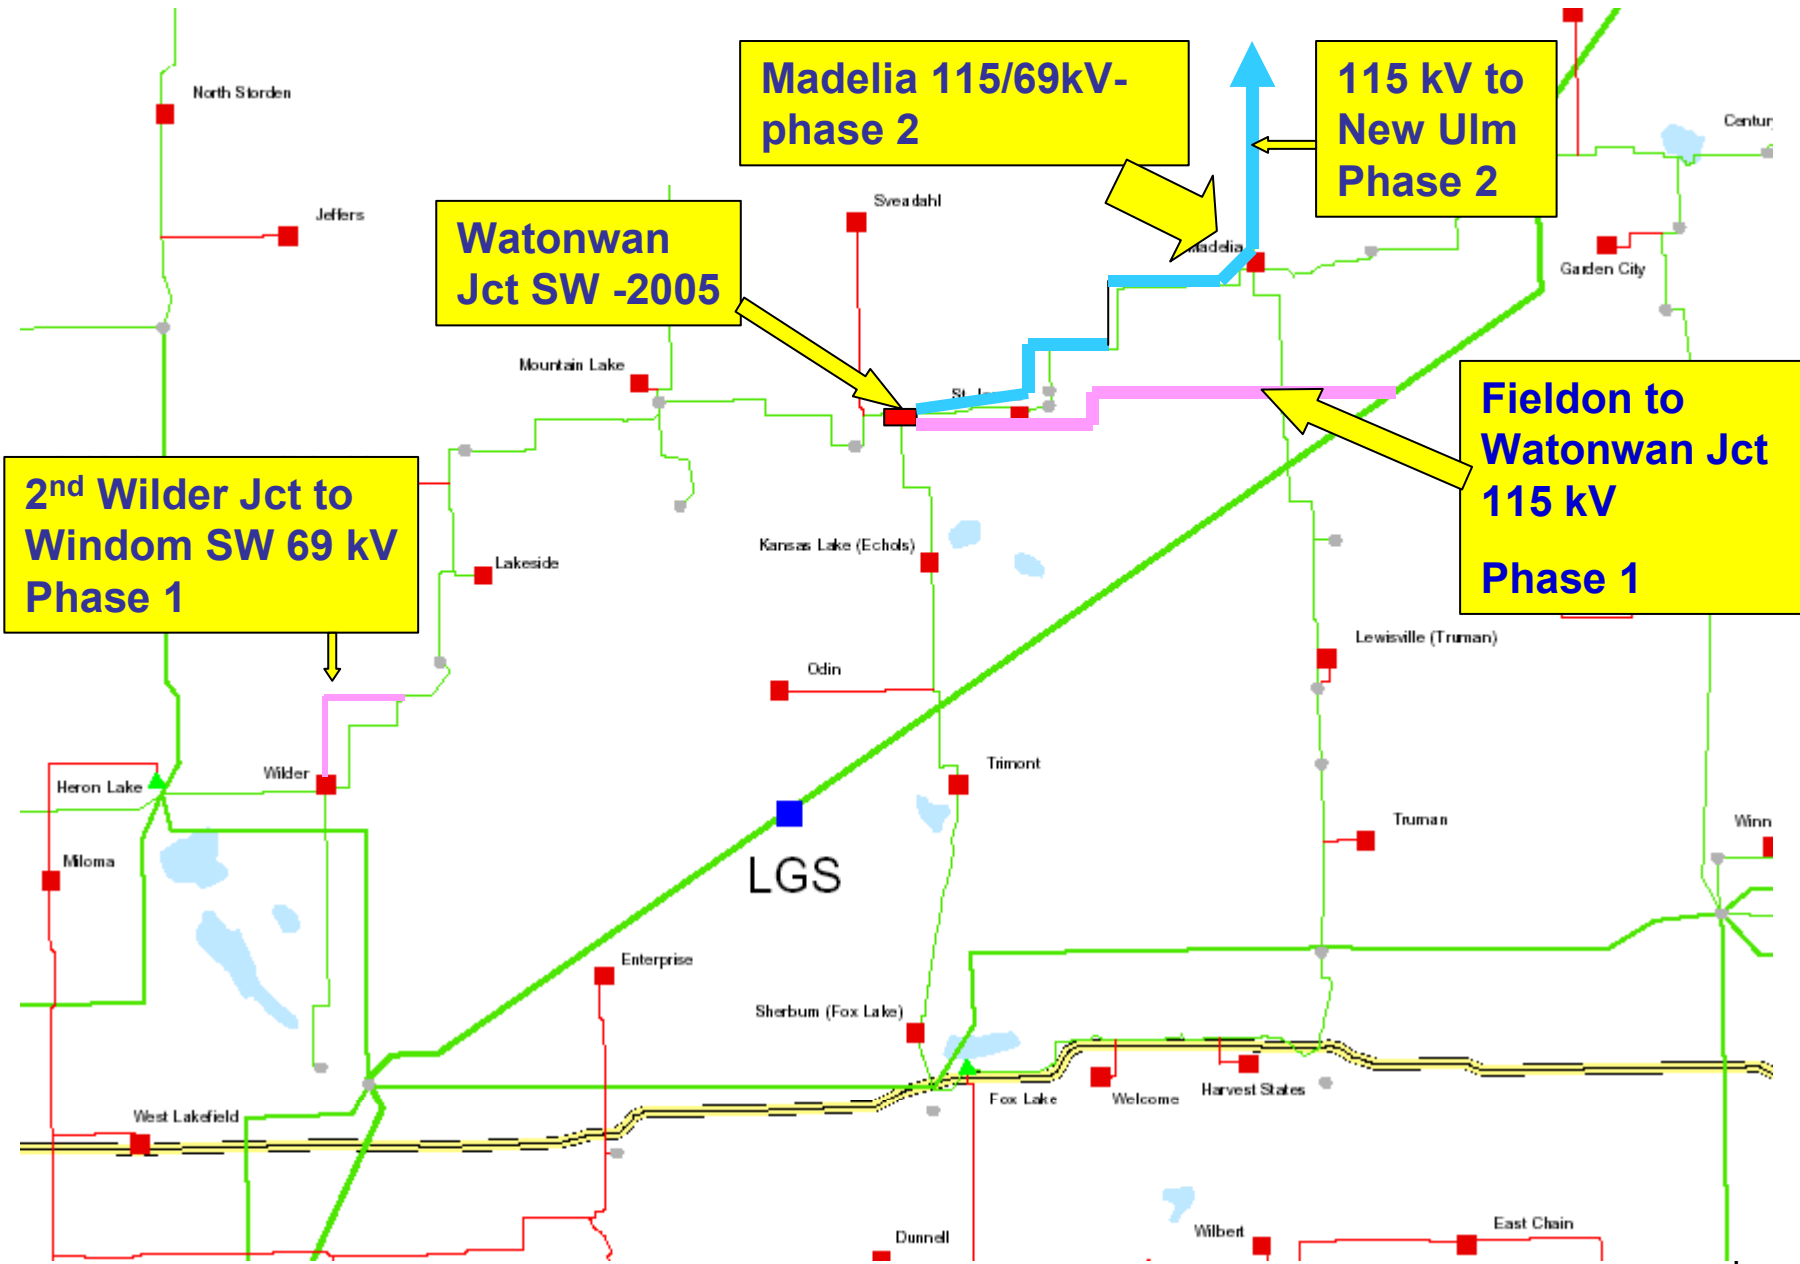 North Storden
Jeffers
Madelia 115/69kV-
phase 2
115 kV to
New Ulm
Phase 2
Sveadahl
Watonwan
Jct SW -2005
Madelia
Garden City
Mountain Lake
Fieldon to
Watonwan Jct
115 kV
Phase 1
2nd Wilder Jct to
Windom SW 69 kV
Phase 1
Lakeside
Kansas Lake (Echols)
Lewisville (Truman)
Odin
Heron Lake
Wilder
Trimont
Truman
Miloma
LGS
Enterprise
Sherburn (Fox Lake)
West Lakefield
Fox Lake
Welcome
Harvest States
Dunnell
Wilbert
East Chain